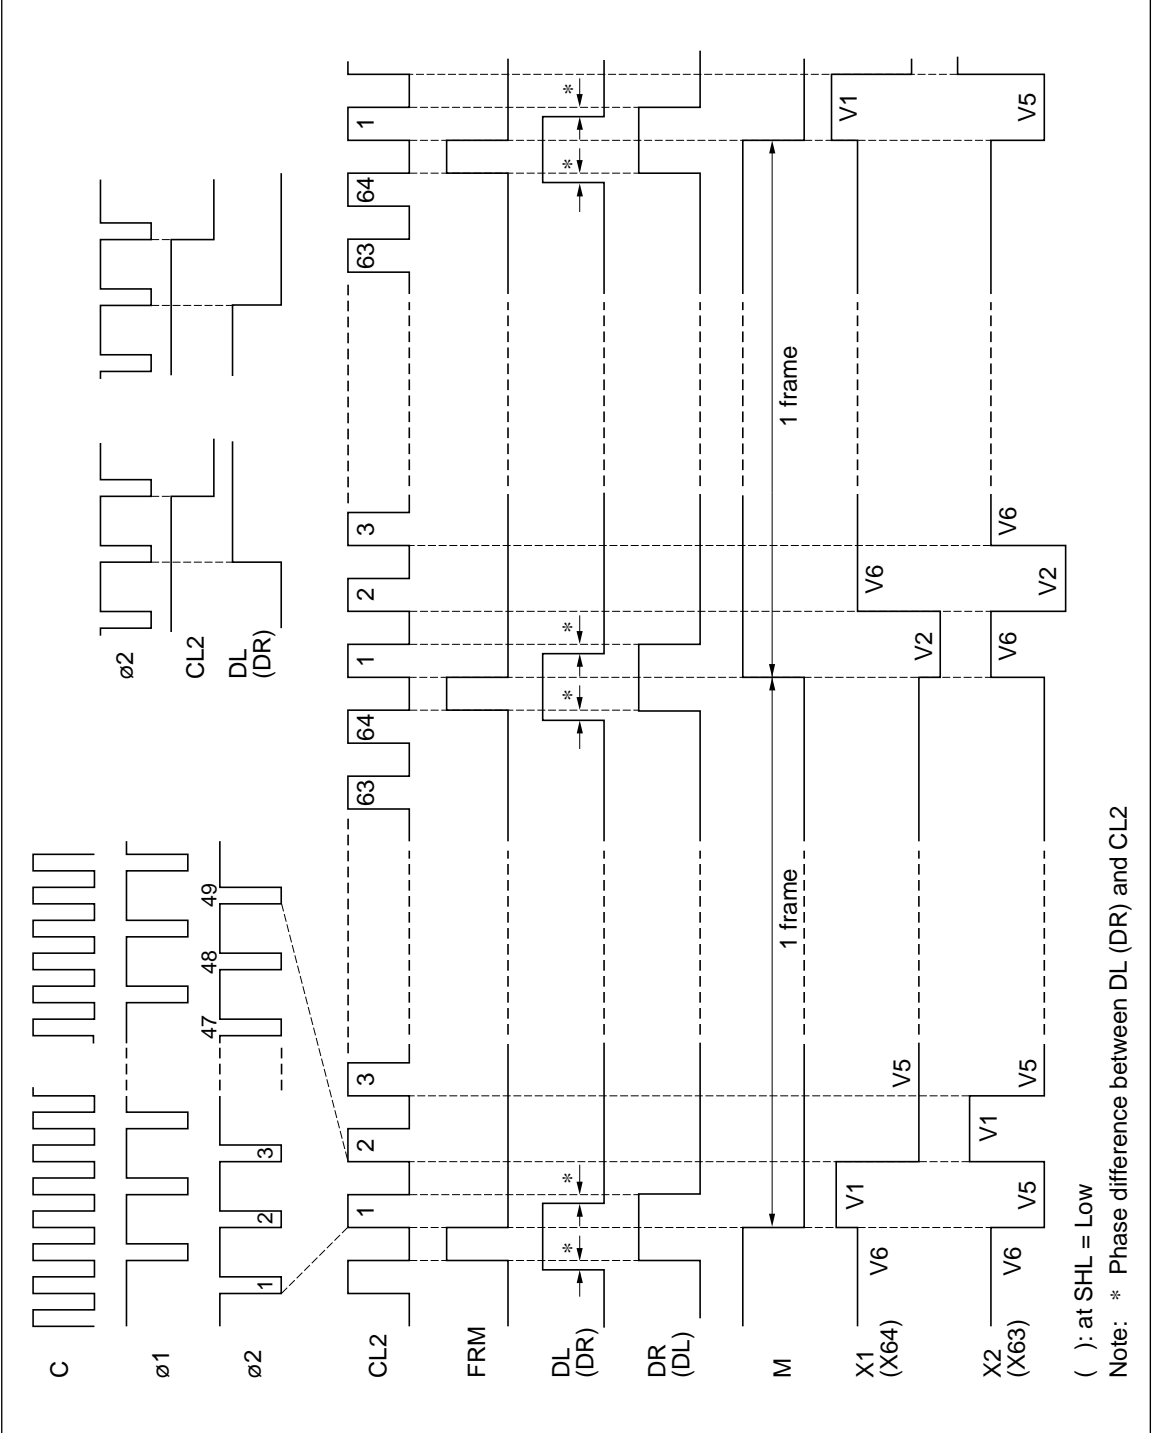 C
ø1
ø2
1
2
3
47
48
49
ø2
CL2
DL
(DR)
CL2
1
2
3
63
64
1
2
3
63
64
1
FRM
DL
(DR)
*
*
*
*
*
*
DR
(DL)
M
1 frame
1 frame
X1
(X64)
V6
V1
V5
V2
V6
V1
X2
(X63)
V6
V5
V1
V5
V6
V2
V6
V5
( ): at SHL = Low
Note: * Phase difference between DL (DR) and CL2